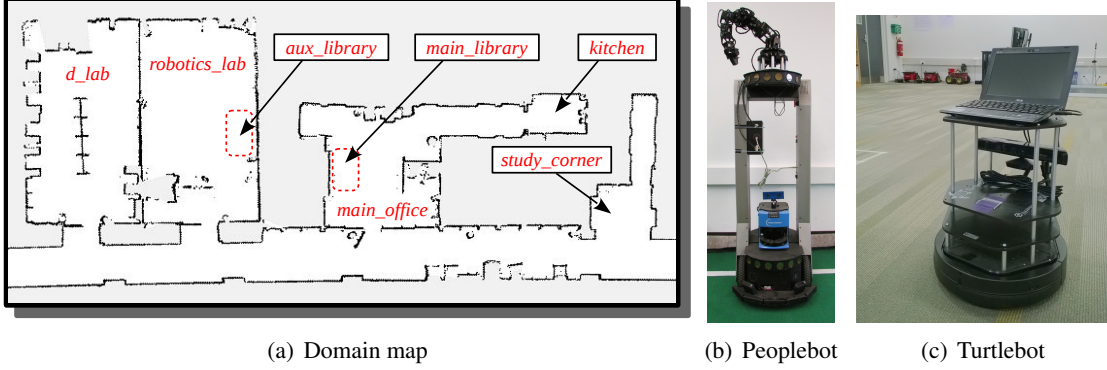 aux_library
main_library
kitchen
d_lab
robotics_lab
study_corner
main_office
(a) Domain map
(b) Peoplebot
(c) Turtlebot